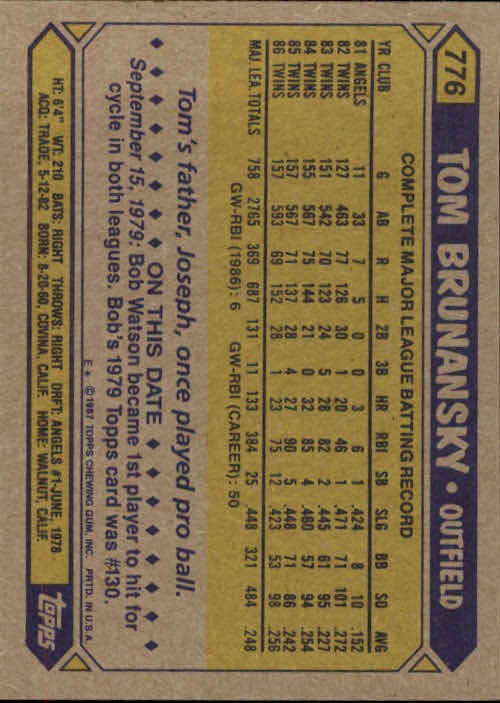 776 TOM BRUNANSKY • OUTFIELD
COMPLETE MAJOR LEAGUE BATTING RECORD
YR CLUB G AB R H 2B 3B HR RBI SB SLG BB SO AVG
81 ANGELS 11 33 7 5 0 0 3 6 1 .424 8 10 .152
82 TWINS 127 463 77 126 30 1 20 46 1 .471 71 101 .272
83 TWINS 151 542 70 123 24 5 28 82 2 .445 61 95 .227
84 TWINS 155 567 75 144 21 0 32 85 4 .460 57 94 .254
85 TWINS 157 567 71 137 28 4 27 90 5 .448 71 86 .242
86 TWINS 157 593 69 152 28 1 23 75 12 .423 53 98 .256
MAJ. LEA. TOTALS 758 2765 369 687 131 11 133 384 25 .448 321 484 .248
GW-RBI (1986): 6 GW-RBI (CAREER): 50
Tom's father, Joseph, once played pro ball.
ON THIS DATE
September 15, 1979: Bob Watson became 1st player to hit for
cycle in both leagues. Bob's 1979 Topps card was #130.
E * © 1987 TOPPS CHEWING GUM, INC. PRTD. IN U.S.A.
HT: 6'4" WT: 210 BATS: RIGHT THROWS: RIGHT DRFT: ANGELS #1-JUNE, 1978
ACQ: TRADE, 5-12-82 BORN: 8-20-60, COVINA, CALIF. HOME: WALNUT, CALIF.
TOPPS